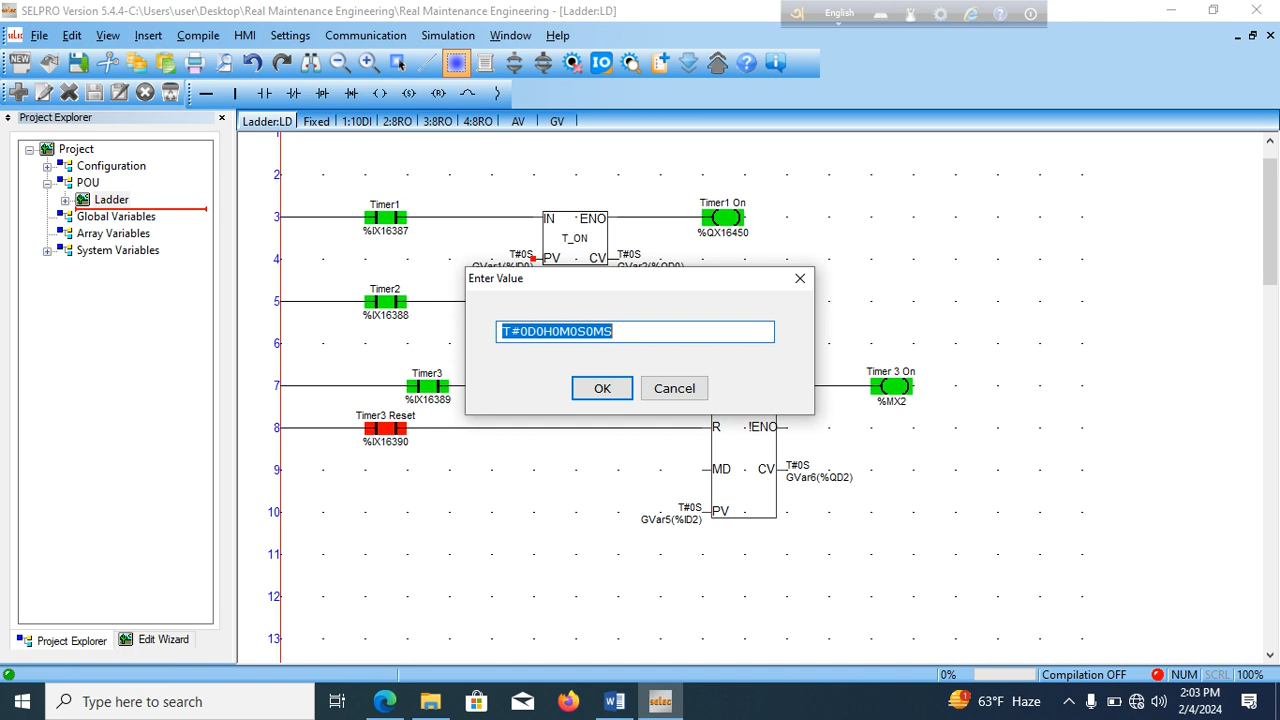 SELPRO Version 5.4.4-C:\Users\user\Desktop\Real Maintenance Engineering\Real Maintenance Engineering - [Ladder:LD]
English
selec File Edit View Insert Compile HMI Settings Communication Simulation Window Help
NEW IO
(S) (R)
Project Explorer
Ladder:LD Fixed 1:10DI 2:8RO 3:8RO 4:8RO AV GV
Project
Configuration
POU
Ladder
Global Variables
Array Variables
System Variables
2
Timer1 Timer1 On
3 IN ENO
%IX16387 %QX16450
T_ON
4 T#0S PV CV T#0S
Timer2
5
%IX16388
6
Timer3 Timer 3 On
7
%IX16389 %MX2
Timer3 Reset
8 R !ENO
%IX16390
9 MD CV T#0S
GVar6(%QD2)
10 T#0S PV
GVar5(%ID2)
11
12
13
Enter Value
T#0D0H0M0S0MS
OK Cancel
Project Explorer Edit Wizard
0% Compilation OFF NUM SCRL 100%
Type here to search
selec
1
63°F Haze
2:03 PM
2/4/2024